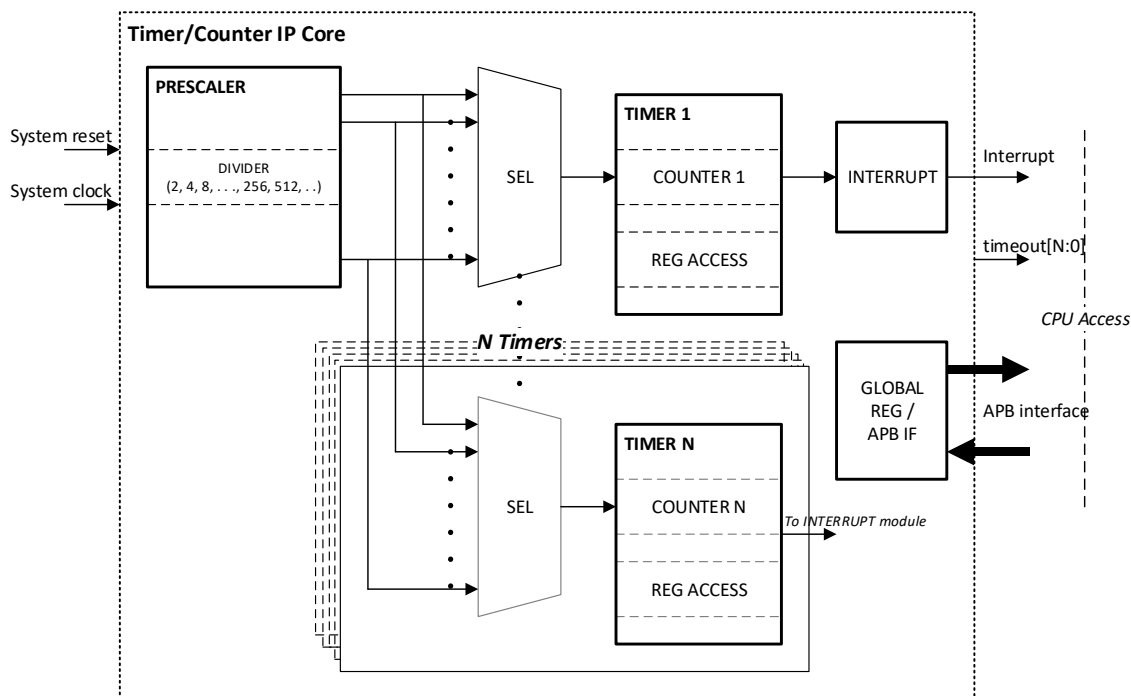 Timer/Counter IP Core
PRESCALER
DIVIDER
(2, 4, 8, . . ., 256, 512, . .)
System reset
System clock
SEL
TIMER 1
COUNTER 1
REG ACCESS
INTERRUPT
Interrupt
timeout[N:0]
CPU Access
N Timers
GLOBAL
REG /
APB IF
APB interface
SEL
TIMER N
COUNTER N
To INTERRUPT module
REG ACCESS